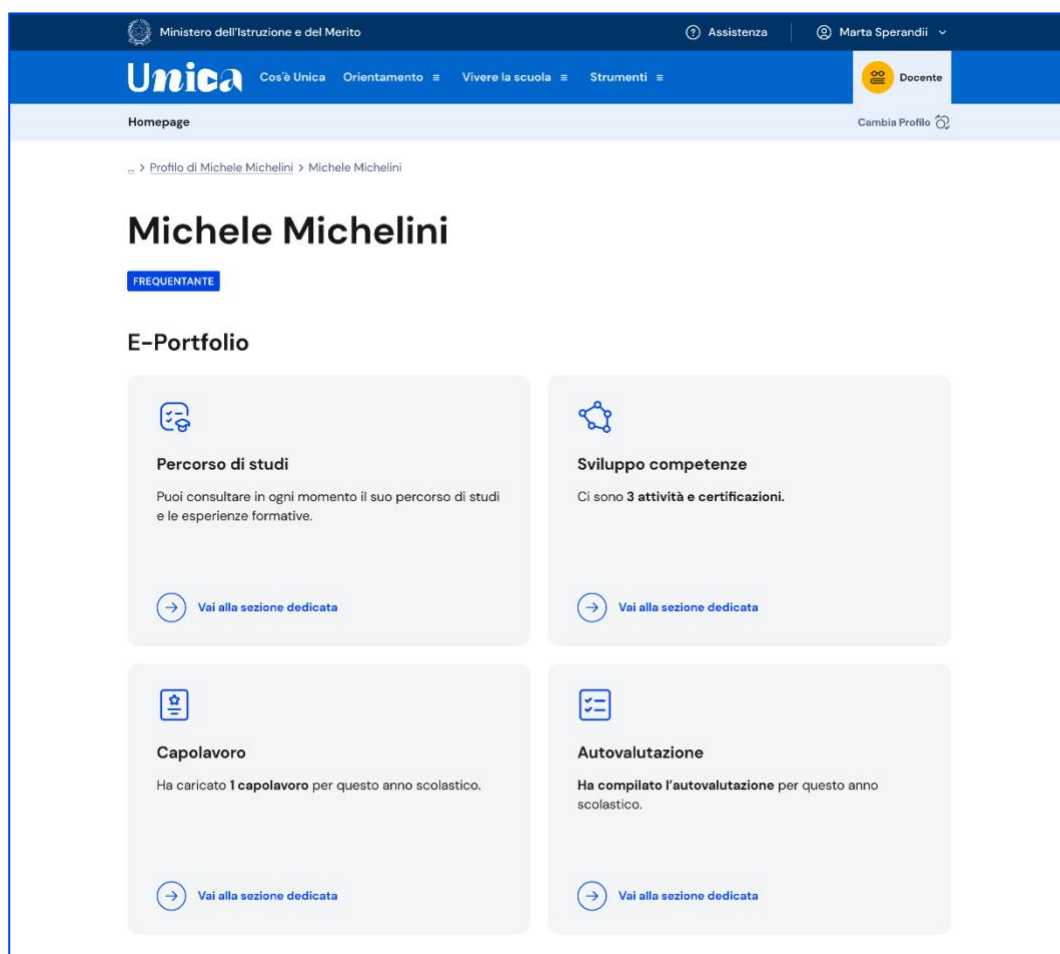 Ministero dell'Istruzione e del Merito
Assistenza
Marta Sperandii
Unica
Cos'è Unica Orientamento Vivere la scuola Strumenti
Docente
Homepage
Cambia Profilo
... > Profilo di Michele Michelini > Michele Michelini
Michele Michelini
FREQUENTANTE
E-Portfolio
Percorso di studi
Puoi consultare in ogni momento il suo percorso di studi
e le esperienze formative.
Vai alla sezione dedicata
Sviluppo competenze
Ci sono 3 attività e certificazioni.
Vai alla sezione dedicata
Capolavoro
Ha caricato 1 capolavoro per questo anno scolastico.
Vai alla sezione dedicata
Autovalutazione
Ha compilato l'autovalutazione per questo anno
scolastico.
Vai alla sezione dedicata